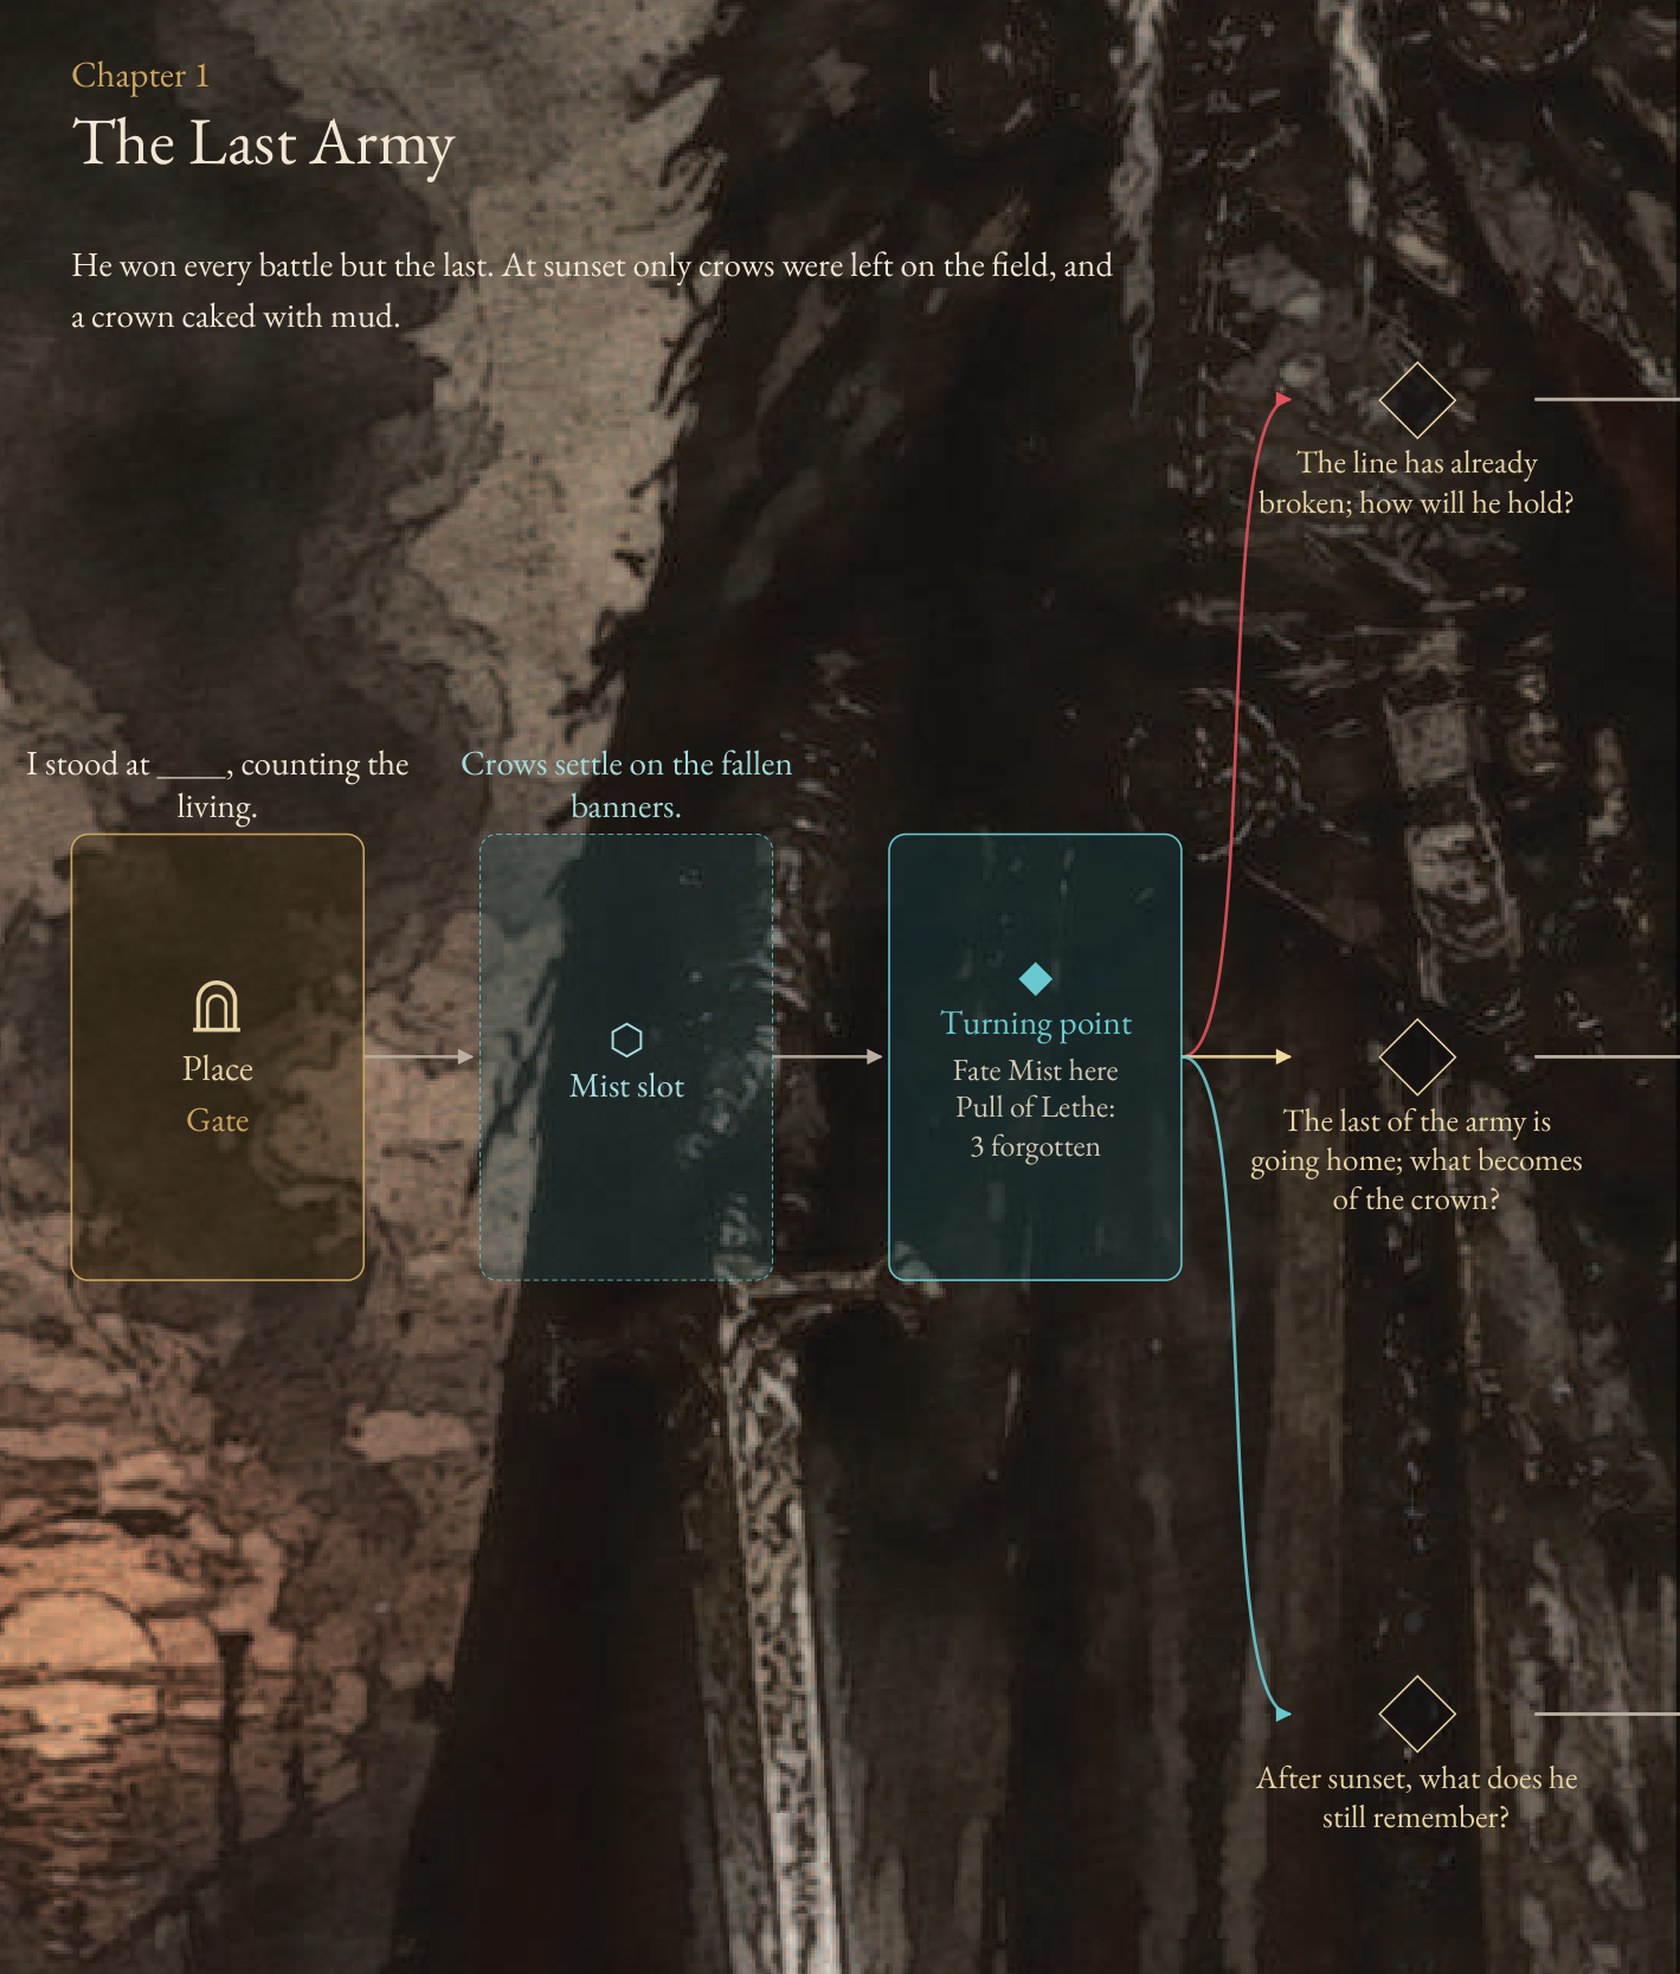 Chapter 1
The Last Army
He won every battle but the last. At sunset only crows were left on the field, and
a crown caked with mud.
The line has already
broken; how will he hold?
I stood at ____, counting the
living.
Crows settle on the fallen
banners.
Place
Gate
Mist slot
Turning point
Fate Mist here
Pull of Lethe:
3 forgotten
The last of the army is
going home; what becomes
of the crown?
After sunset, what does he
still remember?